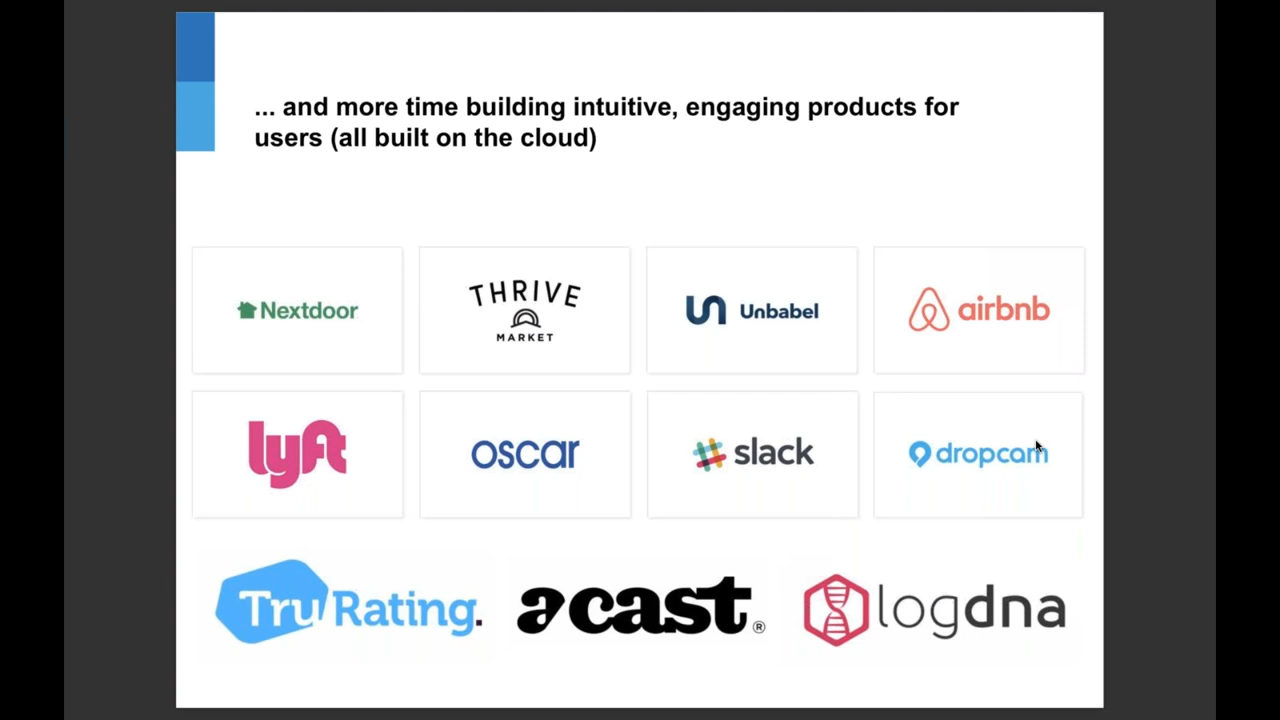 ... and more time building intuitive, engaging products for
users (all built on the cloud)
Nextdoor
THRIVE
MARKET
Unbabel
airbnb
lyft
oscar
slack
dropcam
TruRating.
acast®
logdna